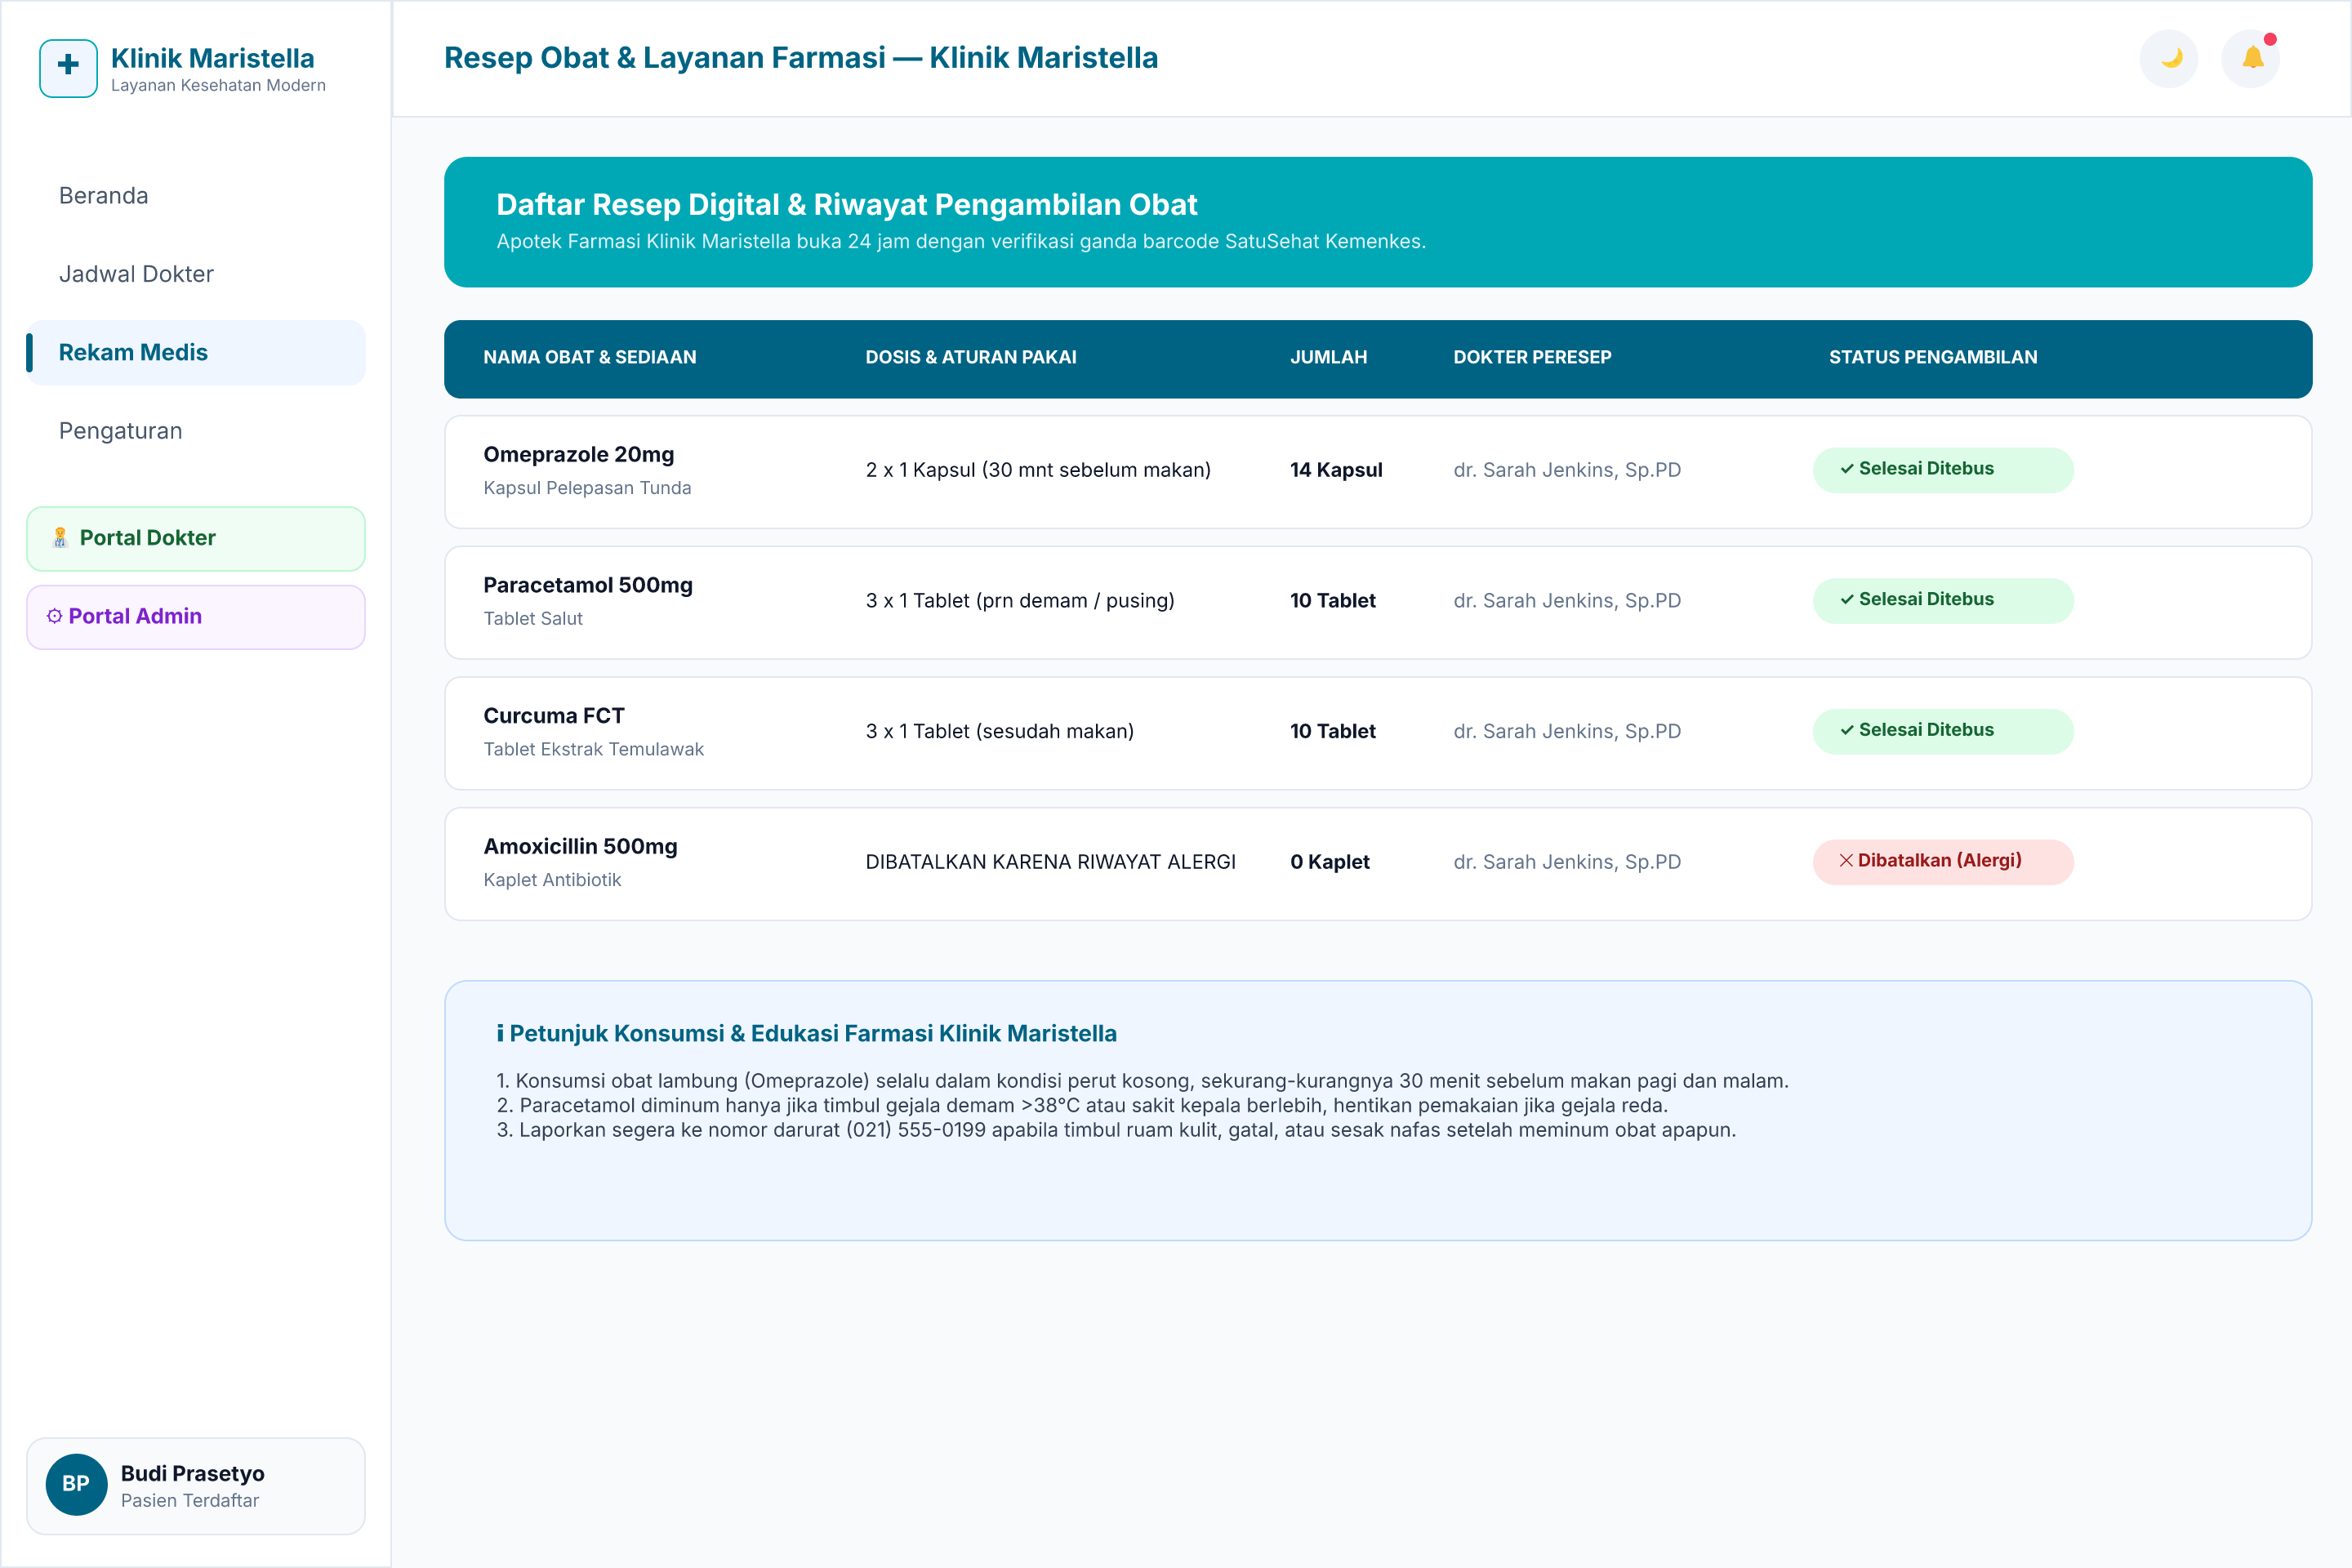 Klinik Maristella
Layanan Kesehatan Modern
Beranda
Jadwal Dokter
Rekam Medis
Pengaturan
Portal Dokter
Portal Admin
BP
Budi Prasetyo
Pasien Terdaftar
Resep Obat & Layanan Farmasi — Klinik Maristella
Daftar Resep Digital & Riwayat Pengambilan Obat
Apotek Farmasi Klinik Maristella buka 24 jam dengan verifikasi ganda barcode SatuSehat Kemenkes.
NAMA OBAT & SEDIAAN DOSIS & ATURAN PAKAI JUMLAH DOKTER PERESEP STATUS PENGAMBILAN
Omeprazole 20mg
Kapsul Pelepasan Tunda
2 x 1 Kapsul (30 mnt sebelum makan)
14 Kapsul
dr. Sarah Jenkins, Sp.PD
✓ Selesai Ditebus
Paracetamol 500mg
Tablet Salut
3 x 1 Tablet (prn demam / pusing)
10 Tablet
dr. Sarah Jenkins, Sp.PD
✓ Selesai Ditebus
Curcuma FCT
Tablet Ekstrak Temulawak
3 x 1 Tablet (sesudah makan)
10 Tablet
dr. Sarah Jenkins, Sp.PD
✓ Selesai Ditebus
Amoxicillin 500mg
Kaplet Antibiotik
DIBATALKAN KARENA RIWAYAT ALERGI
0 Kaplet
dr. Sarah Jenkins, Sp.PD
✕ Dibatalkan (Alergi)
ℹ Petunjuk Konsumsi & Edukasi Farmasi Klinik Maristella
1. Konsumsi obat lambung (Omeprazole) selalu dalam kondisi perut kosong, sekurang-kurangnya 30 menit sebelum makan pagi dan malam.
2. Paracetamol diminum hanya jika timbul gejala demam >38°C atau sakit kepala berlebih, hentikan pemakaian jika gejala reda.
3. Laporkan segera ke nomor darurat (021) 555-0199 apabila timbul ruam kulit, gatal, atau sesak nafas setelah meminum obat apapun.